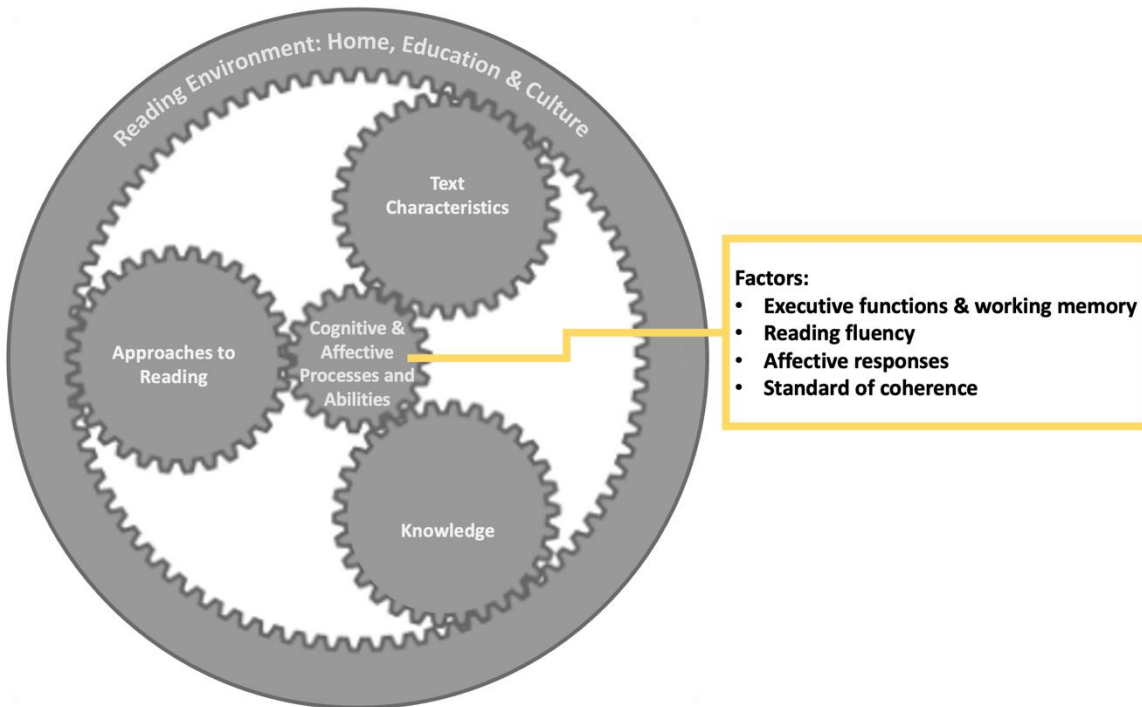 Reading Environment: Home, Education & Culture
Text
Characteristics
Approaches to
Reading
Cognitive &
Affective
Processes and
Abilities
Knowledge
Factors:
• Executive functions & working memory
• Reading fluency
• Affective responses
• Standard of coherence